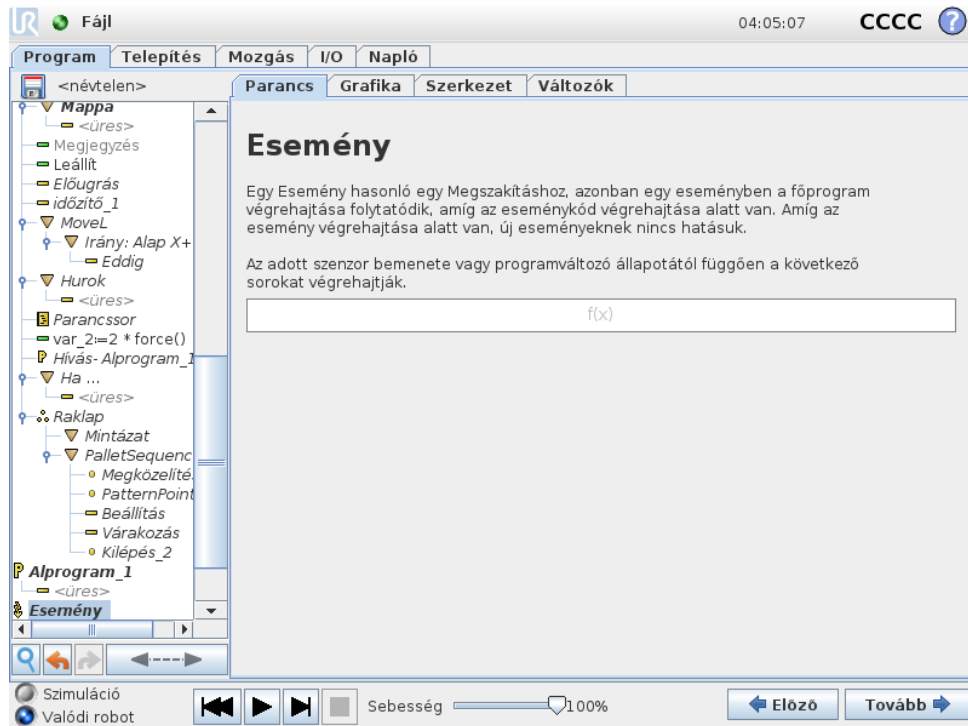 Fájl
04:05:07
CCCC
?
Program
Telepítés
Mozgás
I/O
Napló
<névtelen>
Parancs
Grafika
Szerkezet
Változók
Mappa
<üres>
Megjegyzés
Leállít
Előugrás
időzítő_1
MoveL
Irány: Alap X+
Eddig
Hurok
<üres>
Parancssor
var_2:=2 * force()
Hívás- Alprogram_1
Ha ...
<üres>
Raklap
Mintázat
PalletSequenc
Megközelíté
PatternPoint
Beállítás
Várakozás
Kilépés_2
Alprogram_1
<üres>
Esemény
Esemény
Egy Esemény hasonló egy Megszakításhoz, azonban egy eseményben a főprogram
végrehajtása folytatódik, amíg az eseménykód végrehajtása alatt van. Amíg az
esemény végrehajtása alatt van, új eseményeknek nincs hatásuk.
Az adott szenzor bemenete vagy programváltozó állapotától függően a következő
sorokat végrehajtják.
f(x)
Szimuláció
Valódi robot
Sebesség
100%
Előző
Tovább